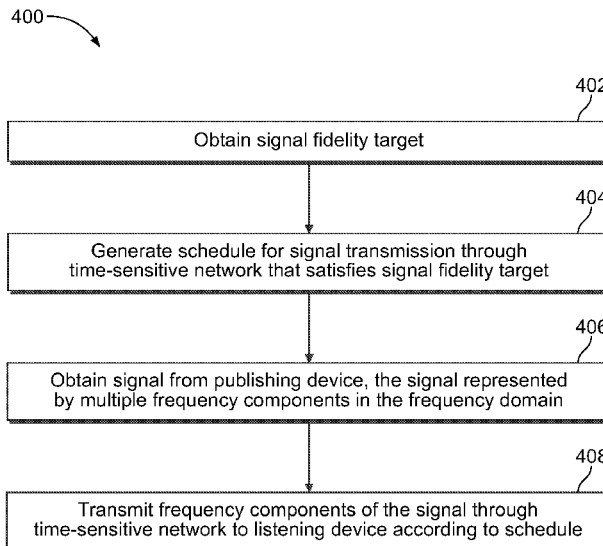 400
402
Obtain signal fidelity target
404
Generate schedule for signal transmission through
time-sensitive network that satisfies signal fidelity target
406
Obtain signal from publishing device, the signal represented
by multiple frequency components in the frequency domain
408
Transmit frequency components of the signal through
time-sensitive network to listening device according to schedule